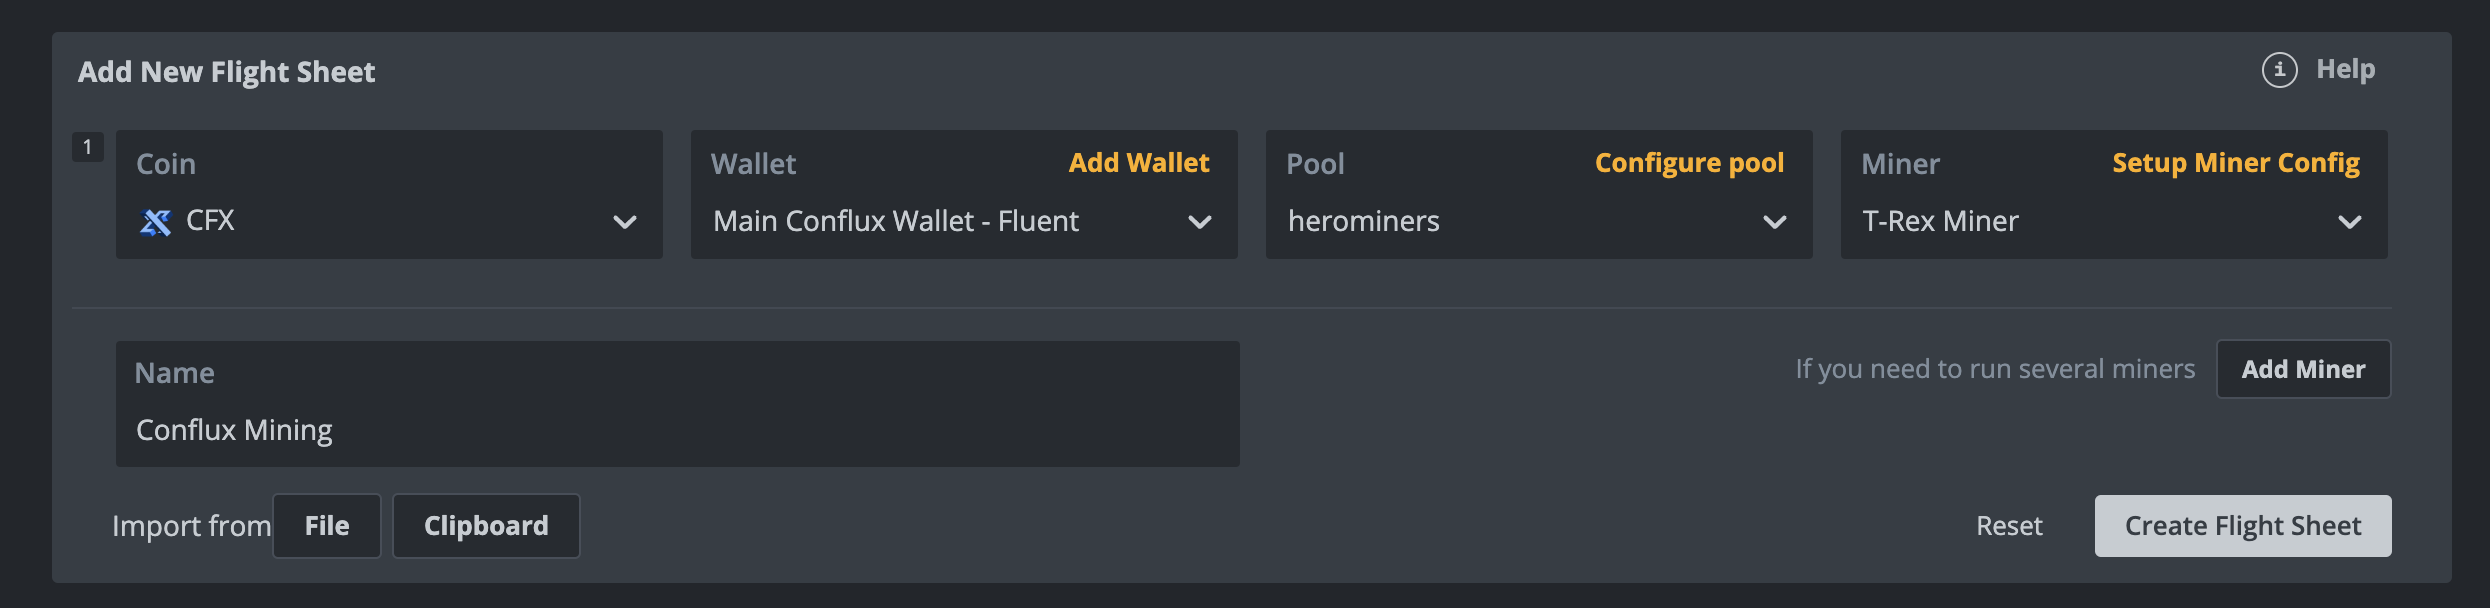 Add New Flight Sheet
Help
1
Coin
CFX
Wallet Add Wallet
Main Conflux Wallet - Fluent
Pool Configure pool
herominers
Miner Setup Miner Config
T-Rex Miner
Name
Conflux Mining
If you need to run several miners Add Miner
Import from File Clipboard
Reset Create Flight Sheet